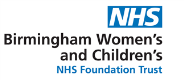 NHS
Birmingham Women's
and Children's
NHS Foundation Trust